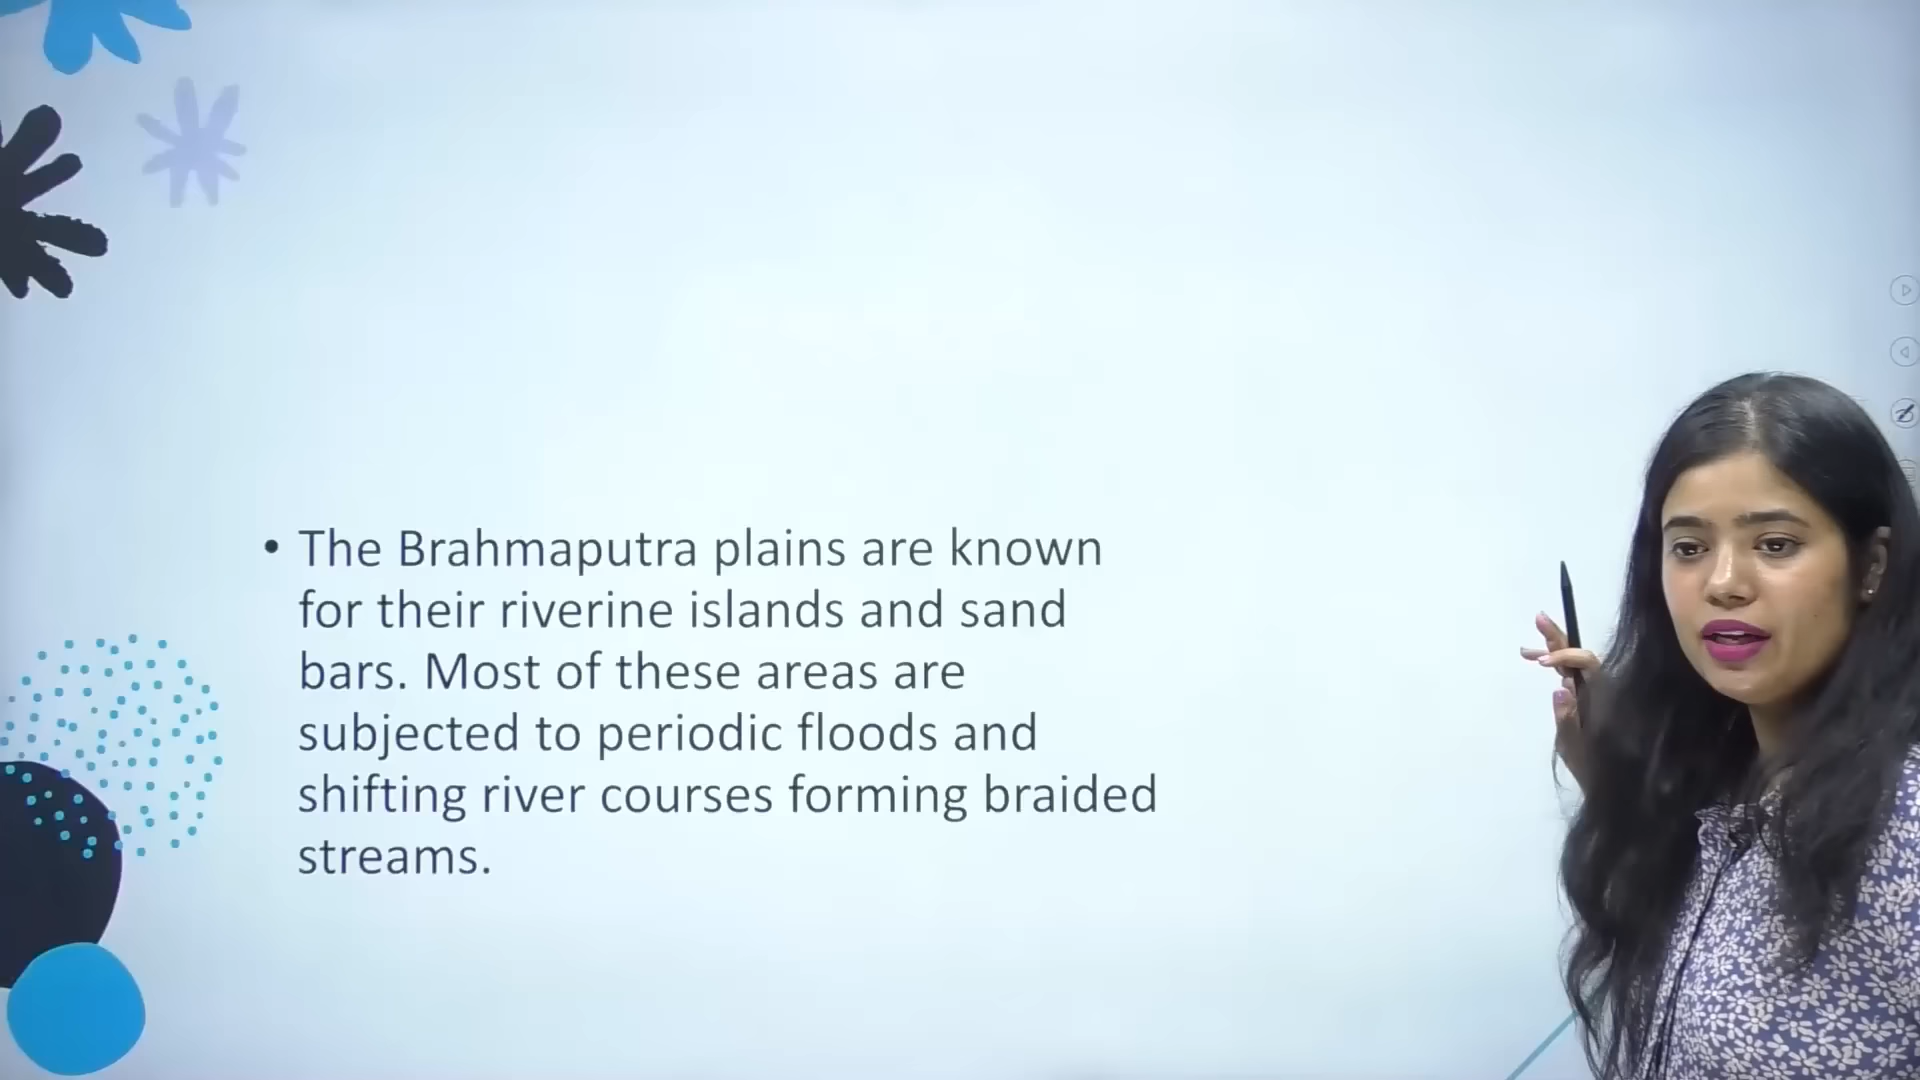 • The Brahmaputra plains are known
for their riverine islands and sand
bars. Most of these areas are
subjected to periodic floods and
shifting river courses forming braided
streams.